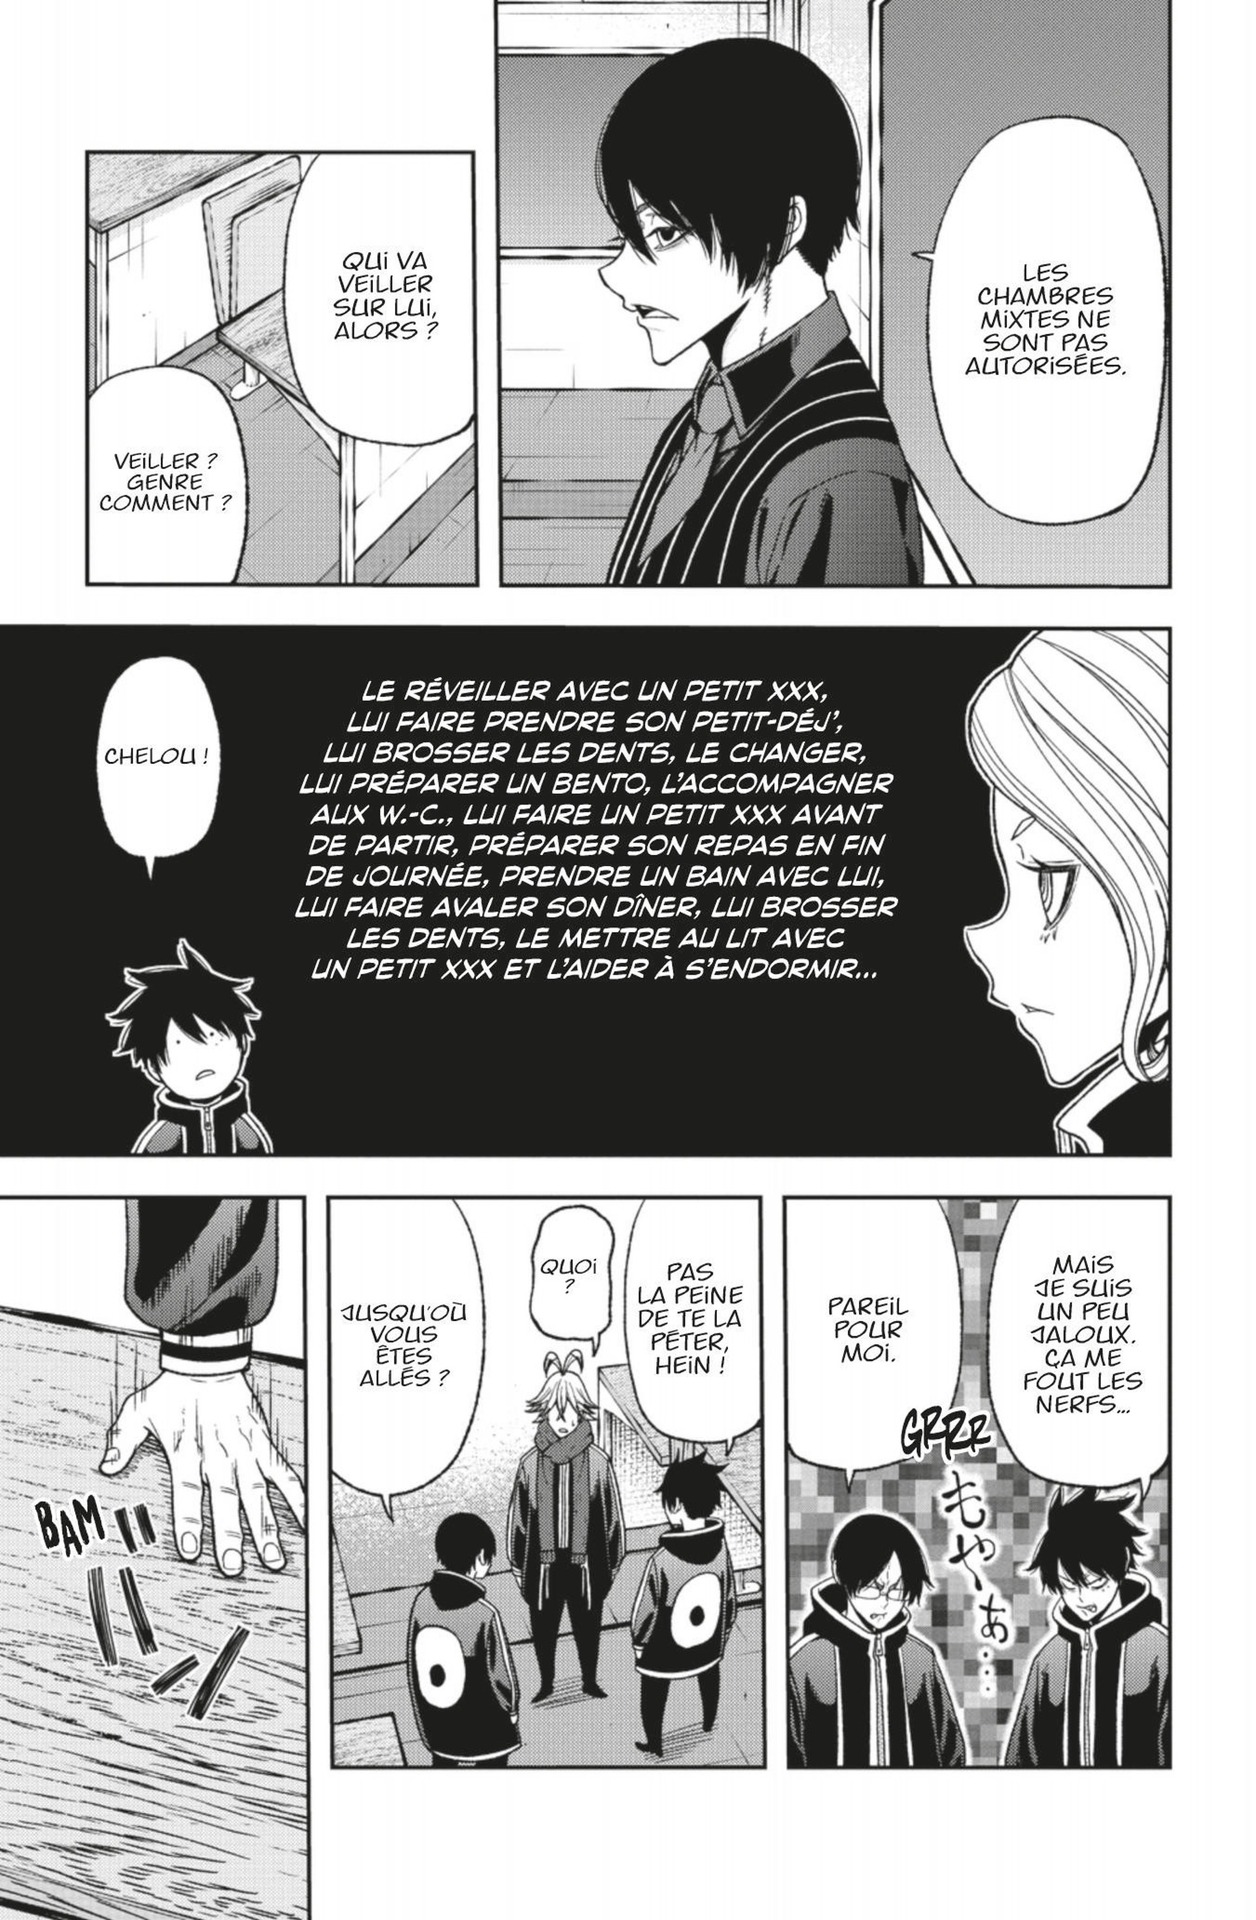 LES
CHAMBRES
MIXTES NE
SONT PAS
AUTORISÉES.
QUI VA
VEILLER
SUR LUI,
ALORS ?
VEILLER ?
GENRE
COMMENT ?
LE RÉVEILLER AVEC UN PETIT XXX,
LUI FAIRE PRENDRE SON PETIT-DÉJ',
LUI BROSSER LES DENTS, LE CHANGER,
LUI PRÉPARER UN BENTO, L'ACCOMPAGNER
AUX W.-C., LUI FAIRE UN PETIT XXX AVANT
DE PARTIR, PRÉPARER SON REPAS EN FIN
DE JOURNÉE, PRENDRE UN BAIN AVEC LUI,
LUI FAIRE AVALER SON DÎNER, LUI BROSSER
LES DENTS, LE METTRE AU LIT AVEC
UN PETIT XXX ET L'AIDER À S'ENDORMIR...
CHELOU !
MAIS
JE SUIS
UN PEU
JALOUX.
ÇA ME
FOUT LES
NERFS...
PAREIL
POUR
MOI.
GRRR
もやぁ…
PAS
LA PEINE
DE TE LA
PÉTER,
HEIN !
QUOI
?
JUSQU'OÙ
VOUS
ÊTES
ALLÉS ?
BAM